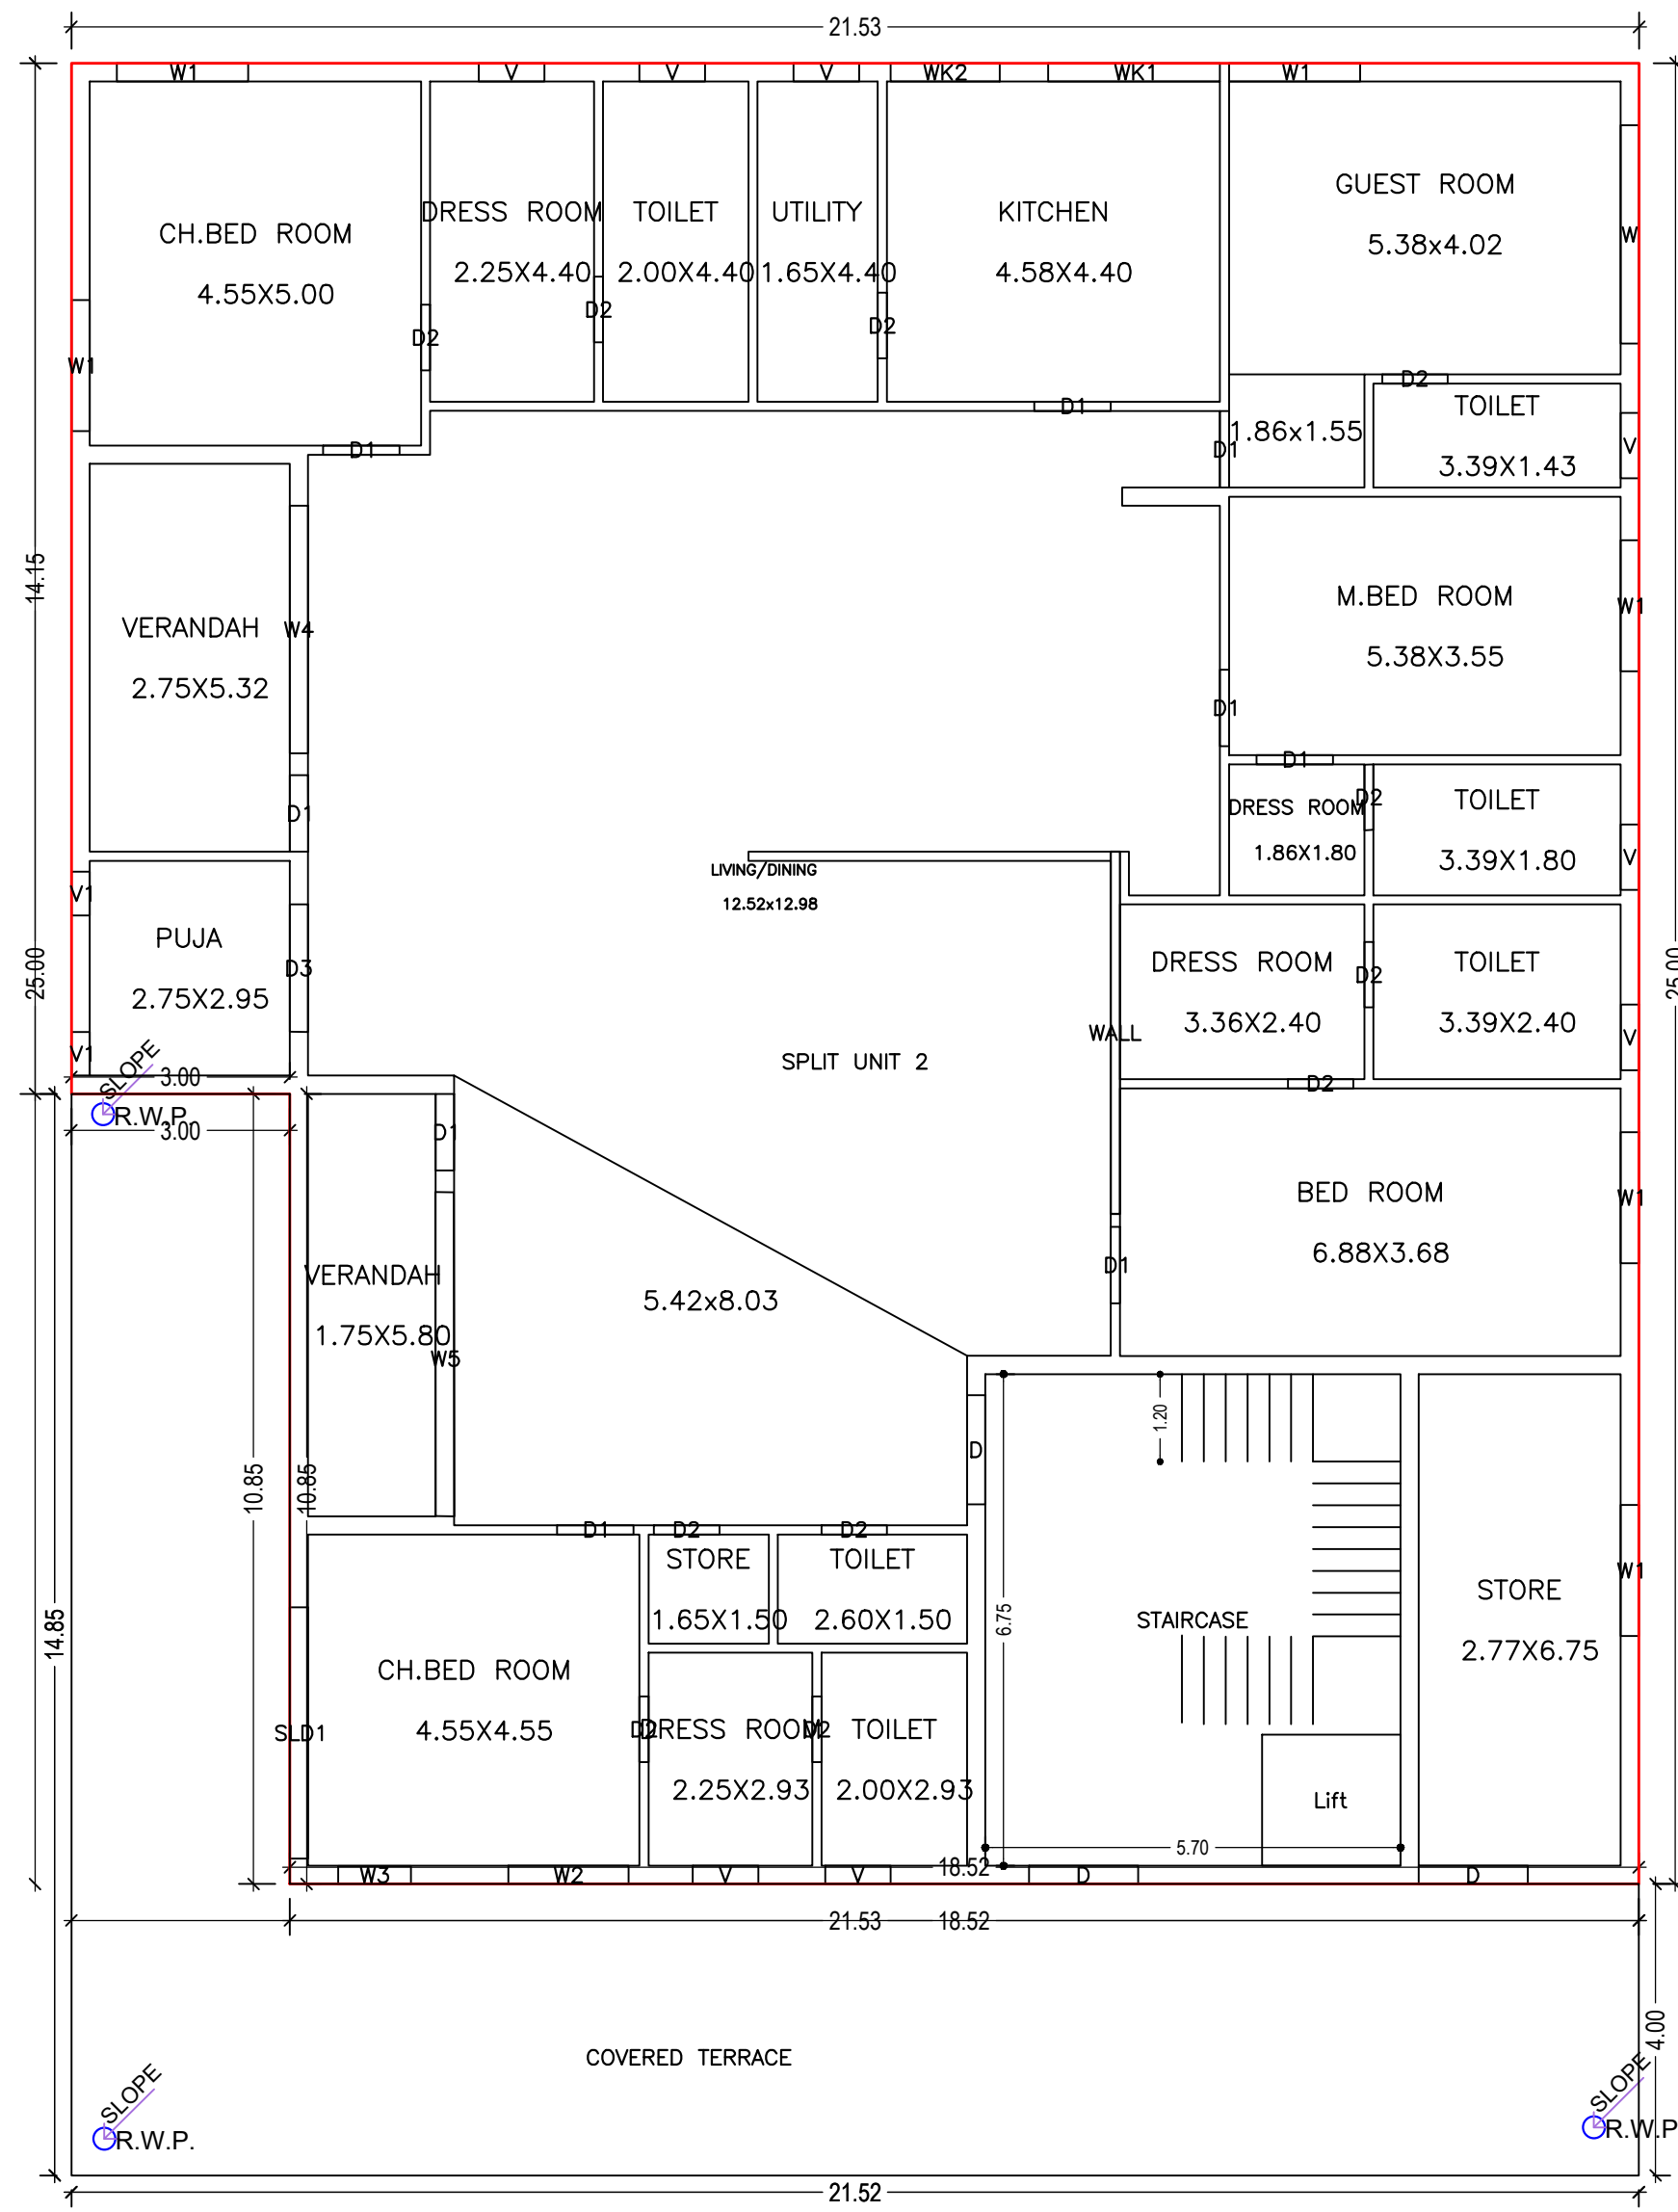 21.53
W1
V
V
V
WK2
WK1
W1
CH.BED ROOM
4.55X5.00
DRESS ROOM
2.25X4.40
TOILET
2.00X4.40
UTILITY
1.65X4.40
KITCHEN
4.58X4.40
GUEST ROOM
5.38x4.02
W
W1
D2
D2
D2
D1
D1
D1
1.86x1.55
D2
TOILET
3.39X1.43
V
14.15
VERANDAH
2.75X5.32
W4
D1
M.BED ROOM
5.38X3.55
W1
D1
D1
DRESS ROOM
1.86X1.80
D2
TOILET
3.39X1.80
V
LIVING/DINING
12.52x12.98
V1
PUJA
2.75X2.95
D3
V1
25.00
25.00
DRESS ROOM
3.36X2.40
D2
TOILET
3.39X2.40
V
WALL
SPLIT UNIT 2
D2
SLOPE
R.W.P.
3.00
3.00
D1
VERANDAH
1.75X5.80
W5
5.42x8.03
BED ROOM
6.88X3.68
W1
D1
10.85
10.85
D
1.20
6.75
STAIRCASE
5.70
Lift
STORE
2.77X6.75
W1
D1
D2
D2
STORE
1.65X1.50
TOILET
2.60X1.50
14.85
CH.BED ROOM
4.55X4.55
SLD1
D2
DRESS ROOM
2.25X2.93
D2
TOILET
2.00X2.93
W3
W2
V
V
18.52
D
D
21.53
18.52
COVERED TERRACE
4.00
SLOPE
R.W.P.
SLOPE
R.W.P
21.52